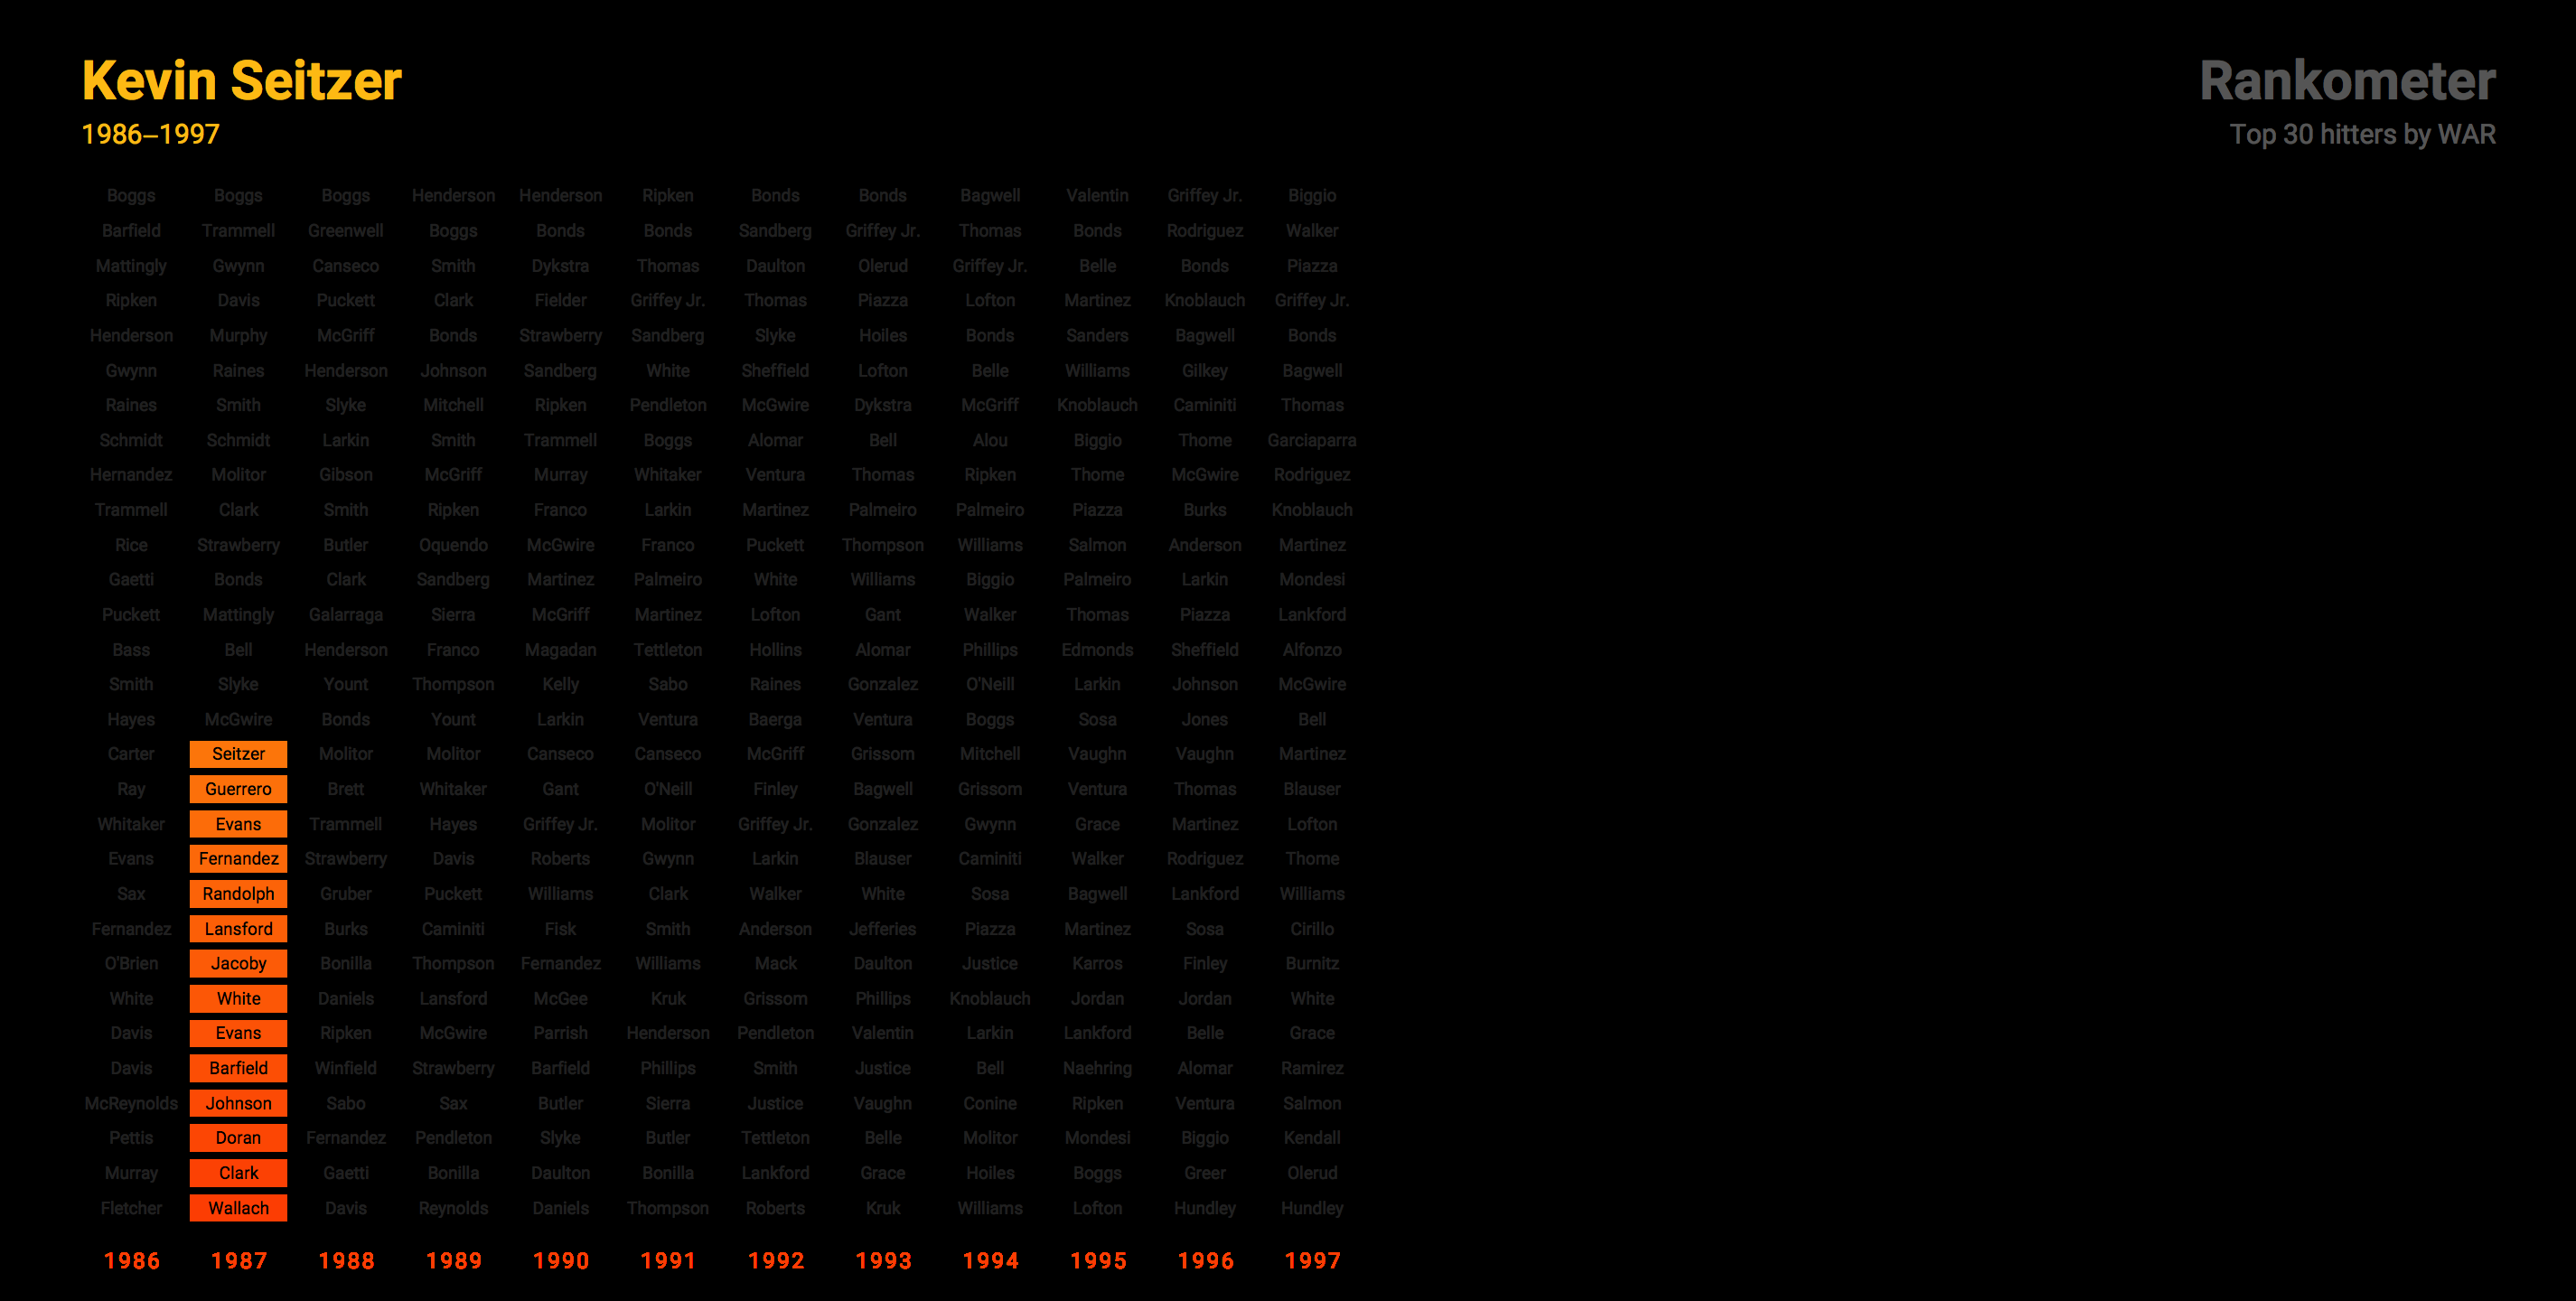 Kevin Seitzer
1986–1997
Rankometer
Top 30 hitters by WAR
Boggs Boggs Boggs Henderson Henderson Ripken Bonds Bonds Bagwell Valentin Griffey Jr. Biggio
Barfield Trammell Greenwell Boggs Bonds Bonds Sandberg Griffey Jr. Thomas Bonds Rodriguez Walker
Mattingly Gwynn Canseco Smith Dykstra Thomas Daulton Olerud Griffey Jr. Belle Bonds Piazza
Ripken Davis Puckett Clark Fielder Griffey Jr. Thomas Piazza Lofton Martinez Knoblauch Griffey Jr.
Henderson Murphy McGriff Bonds Strawberry Sandberg Slyke Hoiles Bonds Sanders Bagwell Bonds
Gwynn Raines Henderson Johnson Sandberg White Sheffield Lofton Belle Williams Gilkey Bagwell
Raines Smith Slyke Mitchell Ripken Pendleton McGwire Dykstra McGriff Knoblauch Caminiti Thomas
Schmidt Schmidt Larkin Smith Trammell Boggs Alomar Bell Alou Biggio Thome Garciaparra
Hernandez Molitor Gibson McGriff Murray Whitaker Ventura Thomas Ripken Thome McGwire Rodriguez
Trammell Clark Smith Ripken Franco Larkin Martinez Palmeiro Palmeiro Piazza Burks Knoblauch
Rice Strawberry Butler Oquendo McGwire Franco Puckett Thompson Williams Salmon Anderson Martinez
Gaetti Bonds Clark Sandberg Martinez Palmeiro White Williams Biggio Palmeiro Larkin Mondesi
Puckett Mattingly Galarraga Sierra McGriff Martinez Lofton Gant Walker Thomas Piazza Lankford
Bass Bell Henderson Franco Magadan Tettleton Hollins Alomar Phillips Edmonds Sheffield Alfonzo
Smith Slyke Yount Thompson Kelly Sabo Raines Gonzalez O'Neill Larkin Johnson McGwire
Hayes McGwire Bonds Yount Larkin Ventura Baerga Ventura Boggs Sosa Jones Bell
Carter Seitzer Molitor Molitor Canseco Canseco McGriff Grissom Mitchell Vaughn Vaughn Martinez
Ray Guerrero Brett Whitaker Gant O'Neill Finley Bagwell Grissom Ventura Thomas Blauser
Whitaker Evans Trammell Hayes Griffey Jr. Molitor Griffey Jr. Gonzalez Gwynn Grace Martinez Lofton
Evans Fernandez Strawberry Davis Roberts Gwynn Larkin Blauser Caminiti Walker Rodriguez Thome
Sax Randolph Gruber Puckett Williams Clark Walker White Sosa Bagwell Lankford Williams
Fernandez Lansford Burks Caminiti Fisk Smith Anderson Jefferies Piazza Martinez Sosa Cirillo
O'Brien Jacoby Bonilla Thompson Fernandez Williams Mack Daulton Justice Karros Finley Burnitz
White White Daniels Lansford McGee Kruk Grissom Phillips Knoblauch Jordan Jordan White
Davis Evans Ripken McGwire Parrish Henderson Pendleton Valentin Larkin Lankford Belle Grace
Davis Barfield Winfield Strawberry Barfield Phillips Smith Justice Bell Naehring Alomar Ramirez
McReynolds Johnson Sabo Sax Butler Sierra Justice Vaughn Conine Ripken Ventura Salmon
Pettis Doran Fernandez Pendleton Slyke Butler Tettleton Belle Molitor Mondesi Biggio Kendall
Murray Clark Gaetti Bonilla Daulton Bonilla Lankford Grace Hoiles Boggs Greer Olerud
Fletcher Wallach Davis Reynolds Daniels Thompson Roberts Kruk Williams Lofton Hundley Hundley
1986 1987 1988 1989 1990 1991 1992 1993 1994 1995 1996 1997